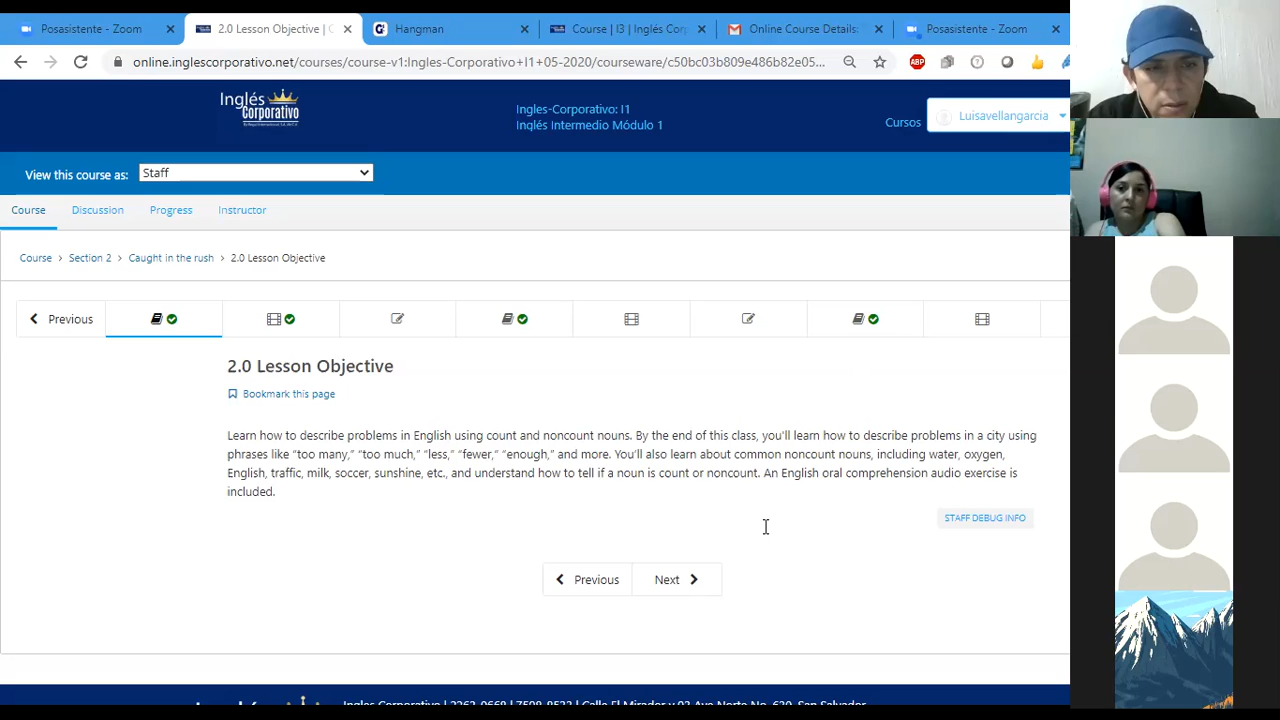 Posasistente - Zoom
2.0 Lesson Objective | C
Hangman
Course | I3 | Inglés Corp
Online Course Details:
Posasistente - Zoom
online.inglescorporativo.net/courses/course-v1:Ingles-Corporativo+I1+05-2020/courseware/c50bc03b809e486b82e05...
ABP
Inglés
Corporativo
Ingles-Corporativo: I1
Inglés Intermedio Módulo 1
Cursos
Luisavellangarcia
View this course as:
Staff
Course
Discussion
Progress
Instructor
Course > Section 2 > Caught in the rush > 2.0 Lesson Objective
Previous
2.0 Lesson Objective
Bookmark this page
Learn how to describe problems in English using count and noncount nouns. By the end of this class, you'll learn how to describe problems in a city using
phrases like “too many,” “too much,” “less,” “fewer,” “enough,” and more. You'll also learn about common noncount nouns, including water, oxygen,
English, traffic, milk, soccer, sunshine, etc., and understand how to tell if a noun is count or noncount. An English oral comprehension audio exercise is
included.
STAFF DEBUG INFO
Previous
Next